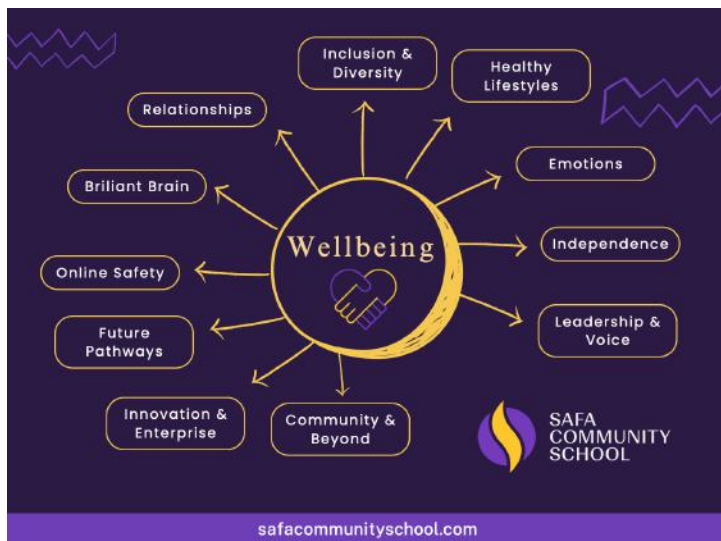 Inclusion &
Diversity
Healthy
Lifestyles
Relationships
Emotions
Briliant Brain
Wellbeing
Independence
Online Safety
Leadership &
Voice
Future
Pathways
Innovation &
Enterprise
Community &
Beyond
SAFA
COMMUNITY
SCHOOL
safacommunityschool.com